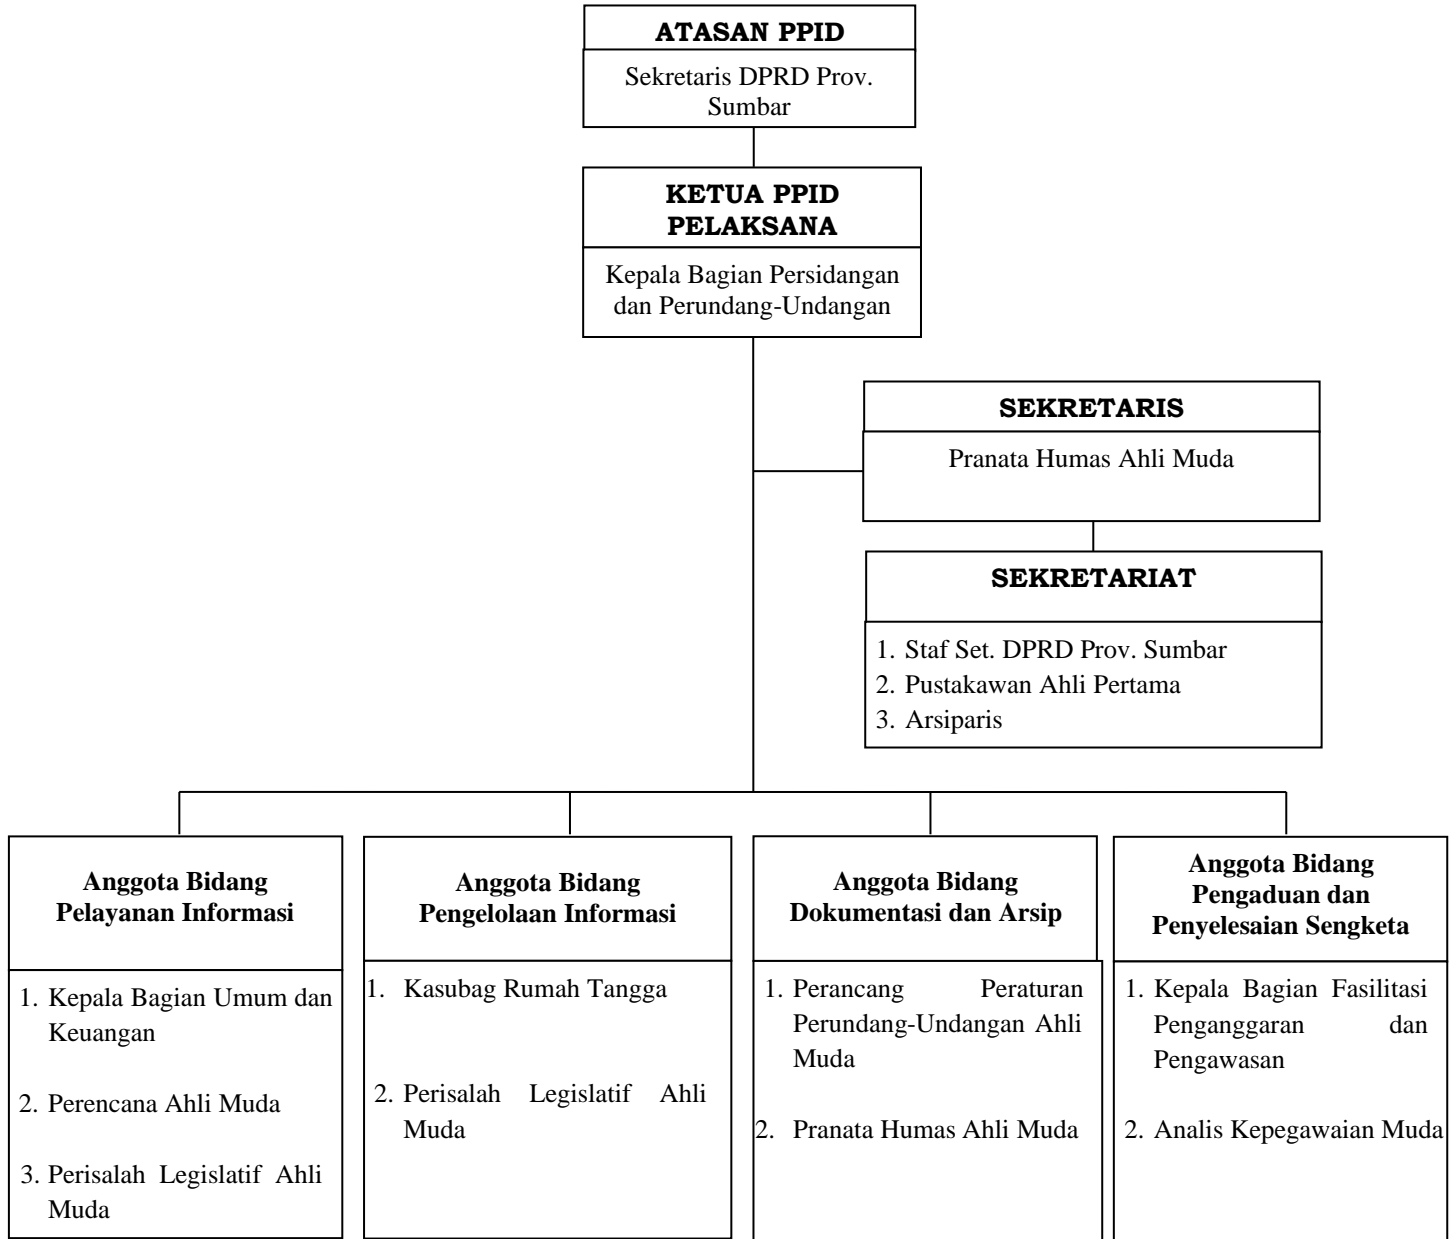 ATASAN PPID
Sekretaris DPRD Prov.
Sumbar
KETUA PPID
PELAKSANA
Kepala Bagian Persidangan
dan Perundang-Undangan
SEKRETARIS
Pranata Humas Ahli Muda
SEKRETARIAT
1. Staf Set. DPRD Prov. Sumbar
2. Pustakawan Ahli Pertama
3. Arsiparis
Anggota Bidang
Pelayanan Informasi
1. Kepala Bagian Umum dan
Keuangan
2. Perencana Ahli Muda
3. Perisalah Legislatif Ahli
Muda
Anggota Bidang
Pengelolaan Informasi
1. Kasubag Rumah Tangga
2. Perisalah Legislatif Ahli
Muda
Anggota Bidang
Dokumentasi dan Arsip
1. Perancang Peraturan
Perundang-Undangan Ahli
Muda
2. Pranata Humas Ahli Muda
Anggota Bidang
Pengaduan dan
Penyelesaian Sengketa
1. Kepala Bagian Fasilitasi
Penganggaran dan
Pengawasan
2. Analis Kepegawaian Muda